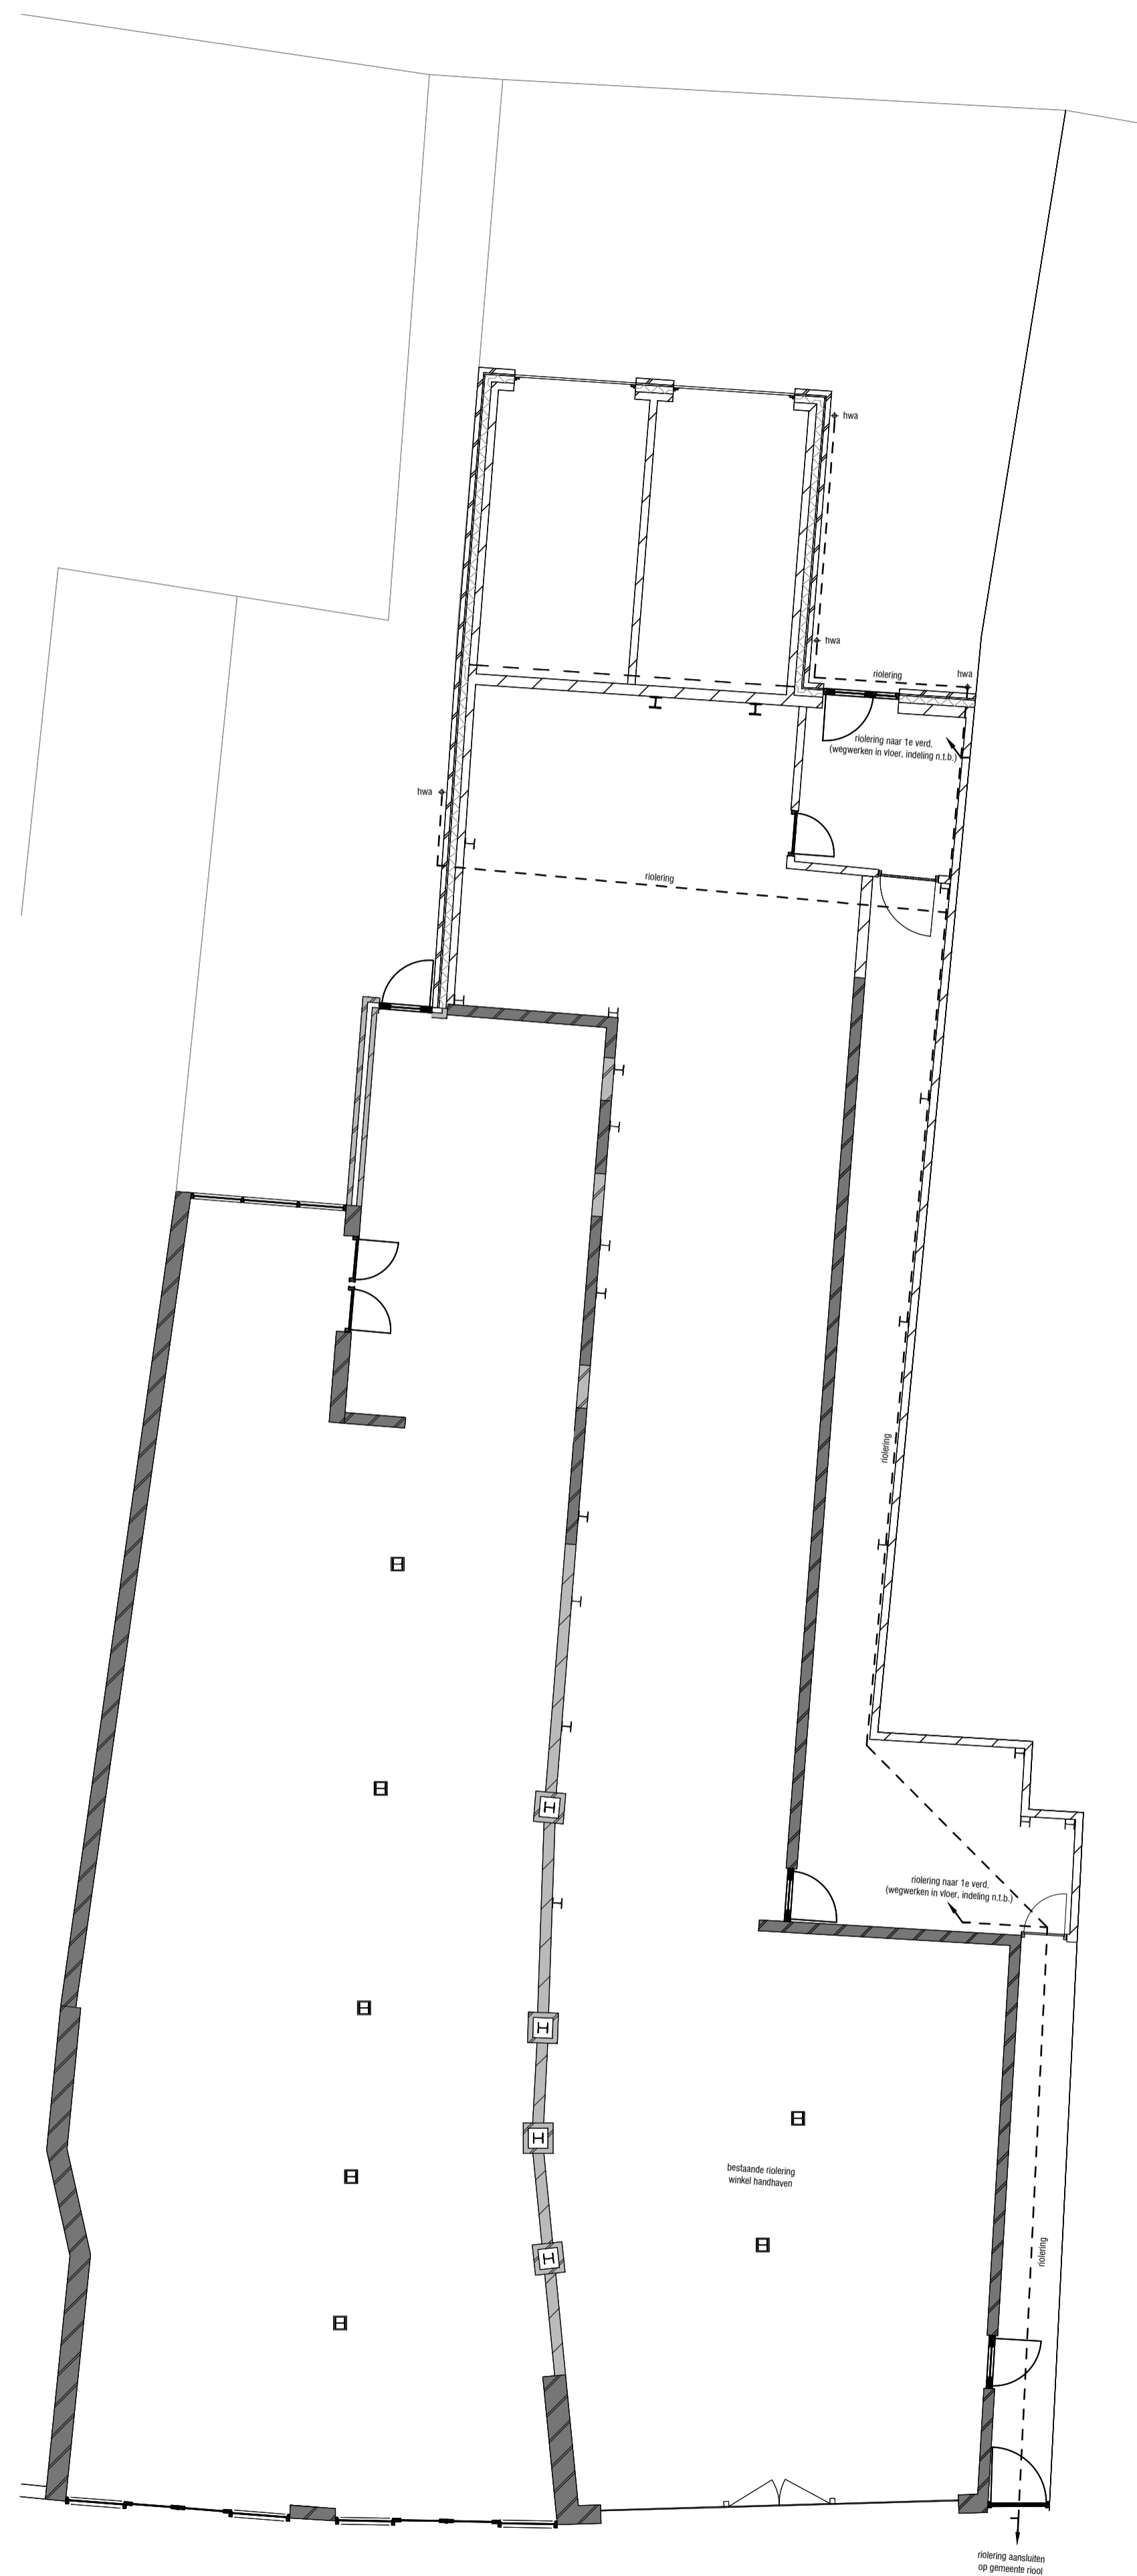 hwa
hwa
riolering
hwa
riolering naar 1e verd.
(wegwerken in vloer, indeling n.t.b.)
hwa
riolering
riolering
riolering naar 1e verd.
(wegwerken in vloer, indeling n.t.b.)
bestaande riolering
winkel handhaven
riolering
riolering aansluiten
op gemeente riool